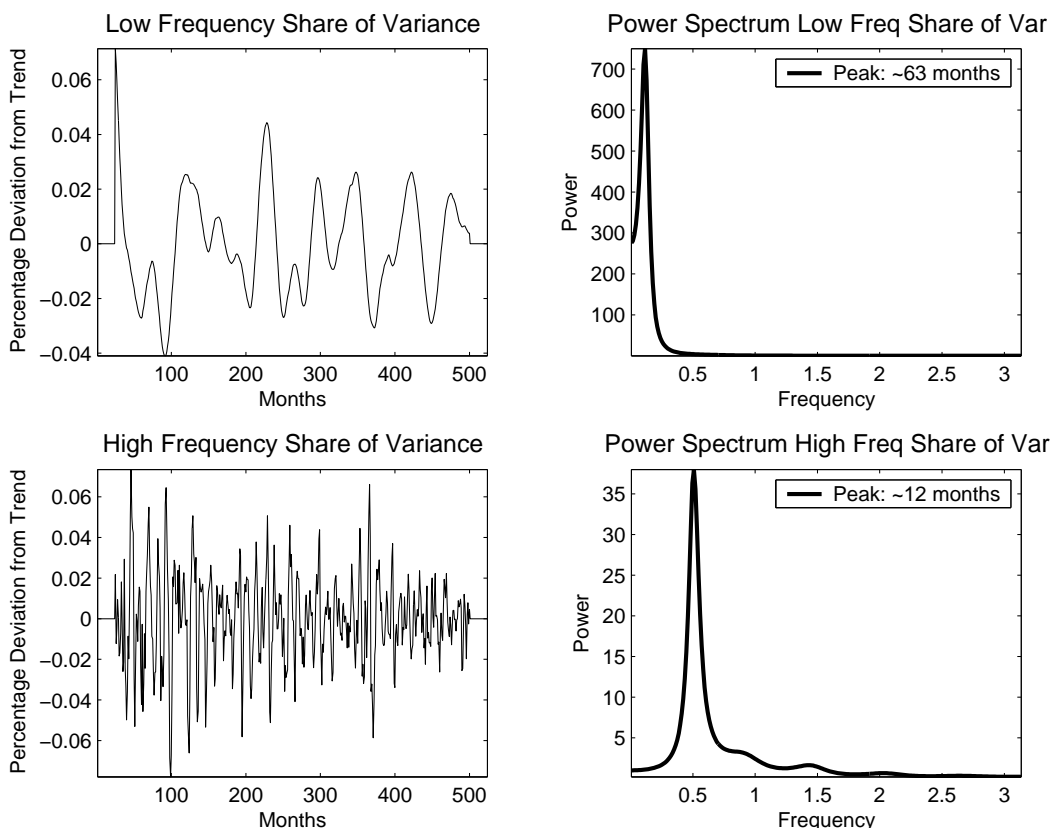 Low Frequency Share of Variance
Percentage Deviation from Trend
0.06
0.04
0.02
0
−0.02
−0.04
100 200 300 400 500
Months
Power Spectrum Low Freq Share of Var
Peak: ~63 months
Power
700
600
500
400
300
200
100
0.5 1 1.5 2 2.5 3
Frequency
High Frequency Share of Variance
Percentage Deviation from Trend
0.06
0.04
0.02
0
−0.02
−0.04
−0.06
100 200 300 400 500
Months
Power Spectrum High Freq Share of Var
Peak: ~12 months
Power
35
30
25
20
15
10
5
0.5 1 1.5 2 2.5 3
Frequency